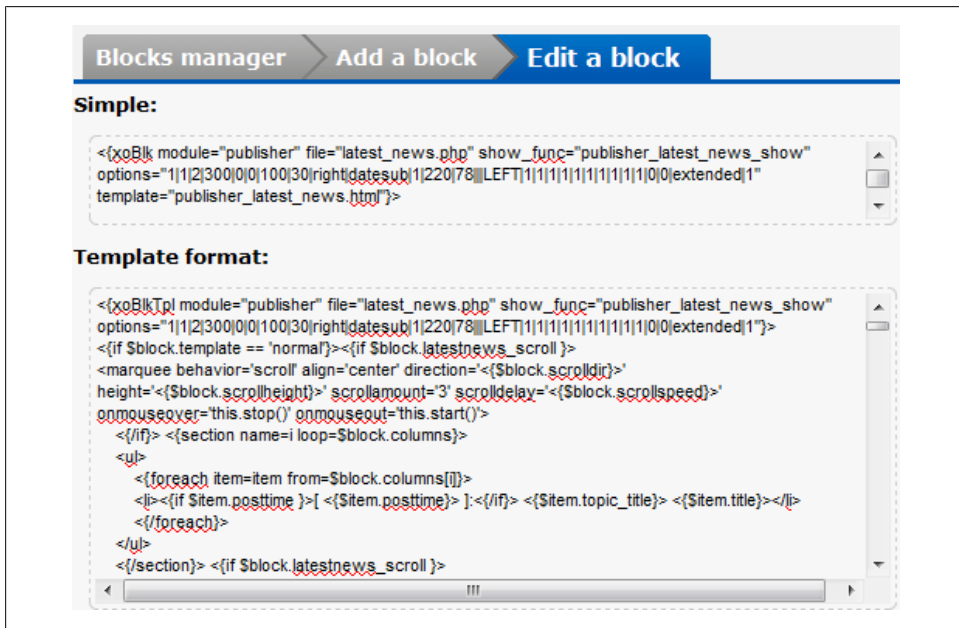 Blocks manager Add a block Edit a block
Simple:
<{xoBlk module="publisher" file="latest_news.php" show_func="publisher_latest_news_show"
options="1|1|2|300|0|0|100|30|right|datesub|1|220|78|||LEFT|1|1|1|1|1|1|1|1|1|1|0|0|extended|1"
template="publisher_latest_news.html"}>
Template format:
<{xoBlkTpl module="publisher" file="latest_news.php" show_func="publisher_latest_news_show"
options="1|1|2|300|0|0|100|30|right|datesub|1|220|78|||LEFT|1|1|1|1|1|1|1|1|1|1|0|0|extended|1"}>
<{if $block.template == 'normal'}><{if $block.latestnews_scroll }>
<marquee behavior='scroll' align='center' direction='<{$block.scrolldir}>'
height='<{$block.scrollheight}>' scrollamount='3' scrolldelay='<{$block.scrollspeed}>'
onmouseover='this.stop()' onmouseout='this.start()'>
<{/if}> <{section name=i loop=$block.columns}>
<ul>
<{foreach item=item from=$block.columns[i]}>
<li><{if $item.posttime }>[ <{$item.posttime}> ]:<{/if}> <{$item.topic_title}> <{$item.title}></li>
<{/foreach}>
</ul>
<{/section}> <{if $block.latestnews_scroll }>